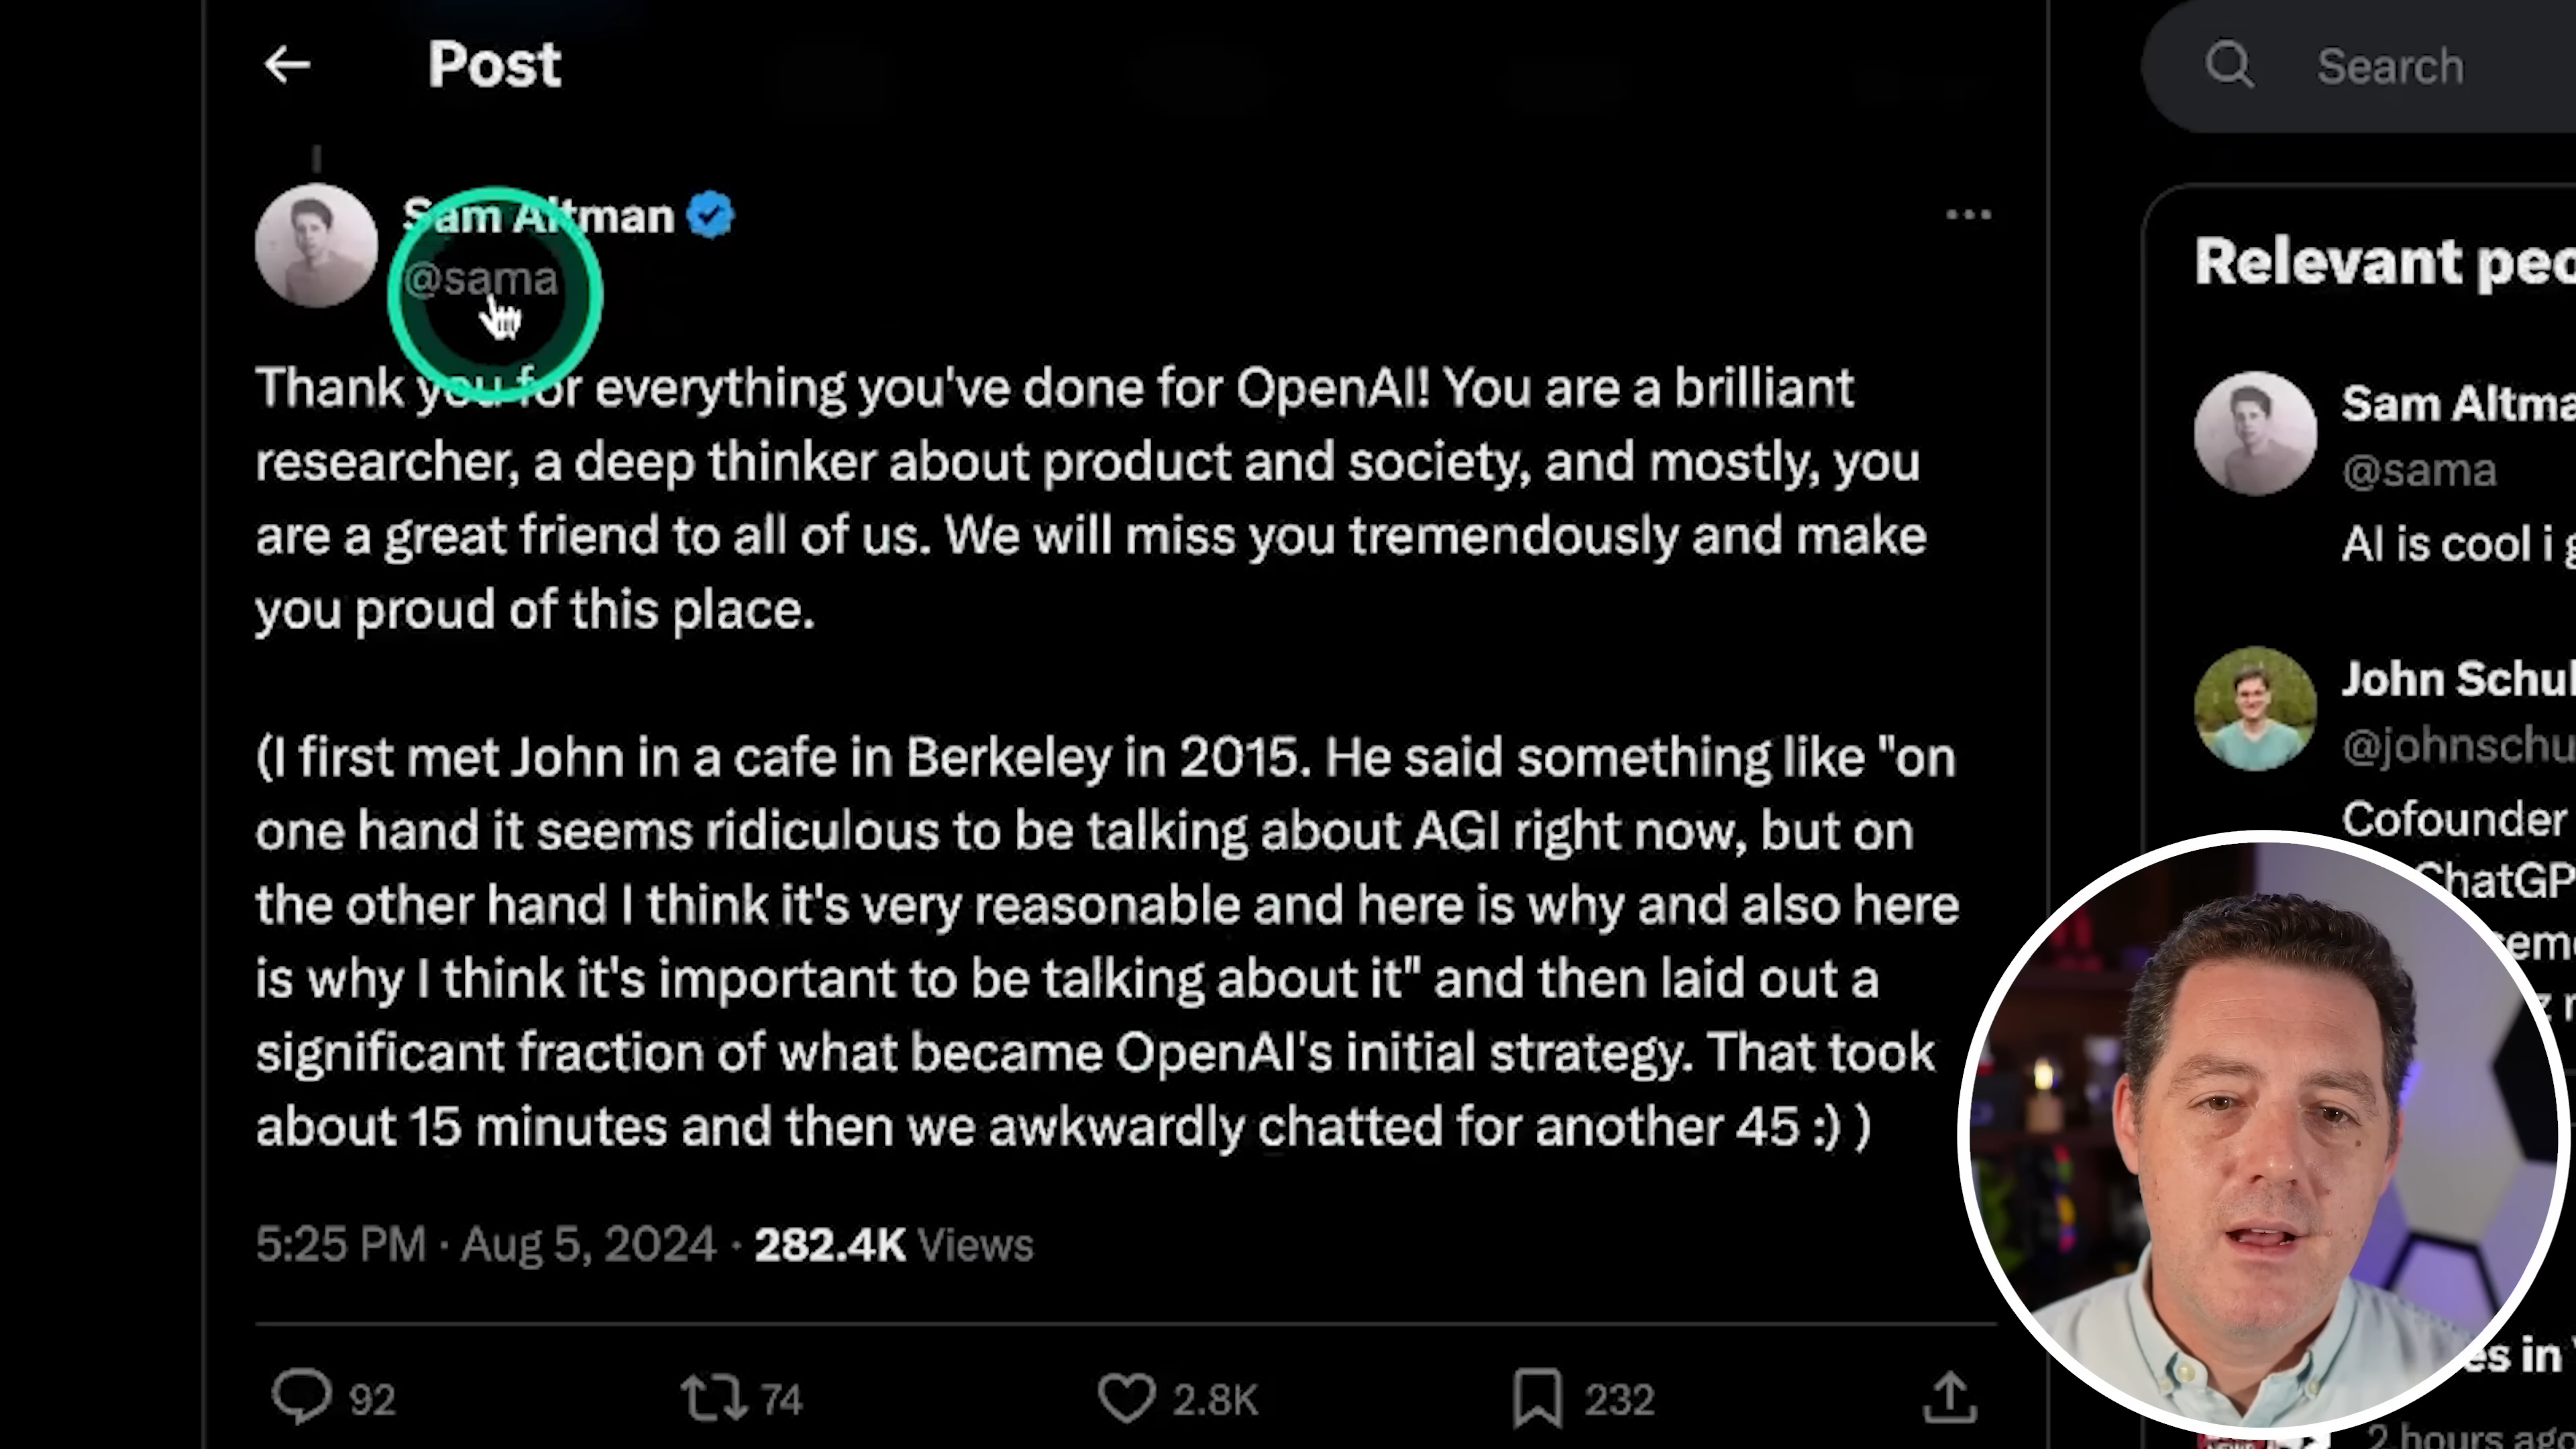 Post
Sam Altman
@sama
Thank you for everything you've done for OpenAI! You are a brilliant
researcher, a deep thinker about product and society, and mostly, you
are a great friend to all of us. We will miss you tremendously and make
you proud of this place.
(I first met John in a cafe in Berkeley in 2015. He said something like "on
one hand it seems ridiculous to be talking about AGI right now, but on
the other hand I think it's very reasonable and here is why and also here
is why I think it's important to be talking about it" and then laid out a
significant fraction of what became OpenAI's initial strategy. That took
about 15 minutes and then we awkwardly chatted for another 45 :) )
5:25 PM · Aug 5, 2024 · 282.4K Views
92 74 2.8K 232
Search
Relevant peo
Sam Altma
@sama
AI is cool i g
John Schul
@johnschu
Cofounder
ChatGP
in
2 hours ago